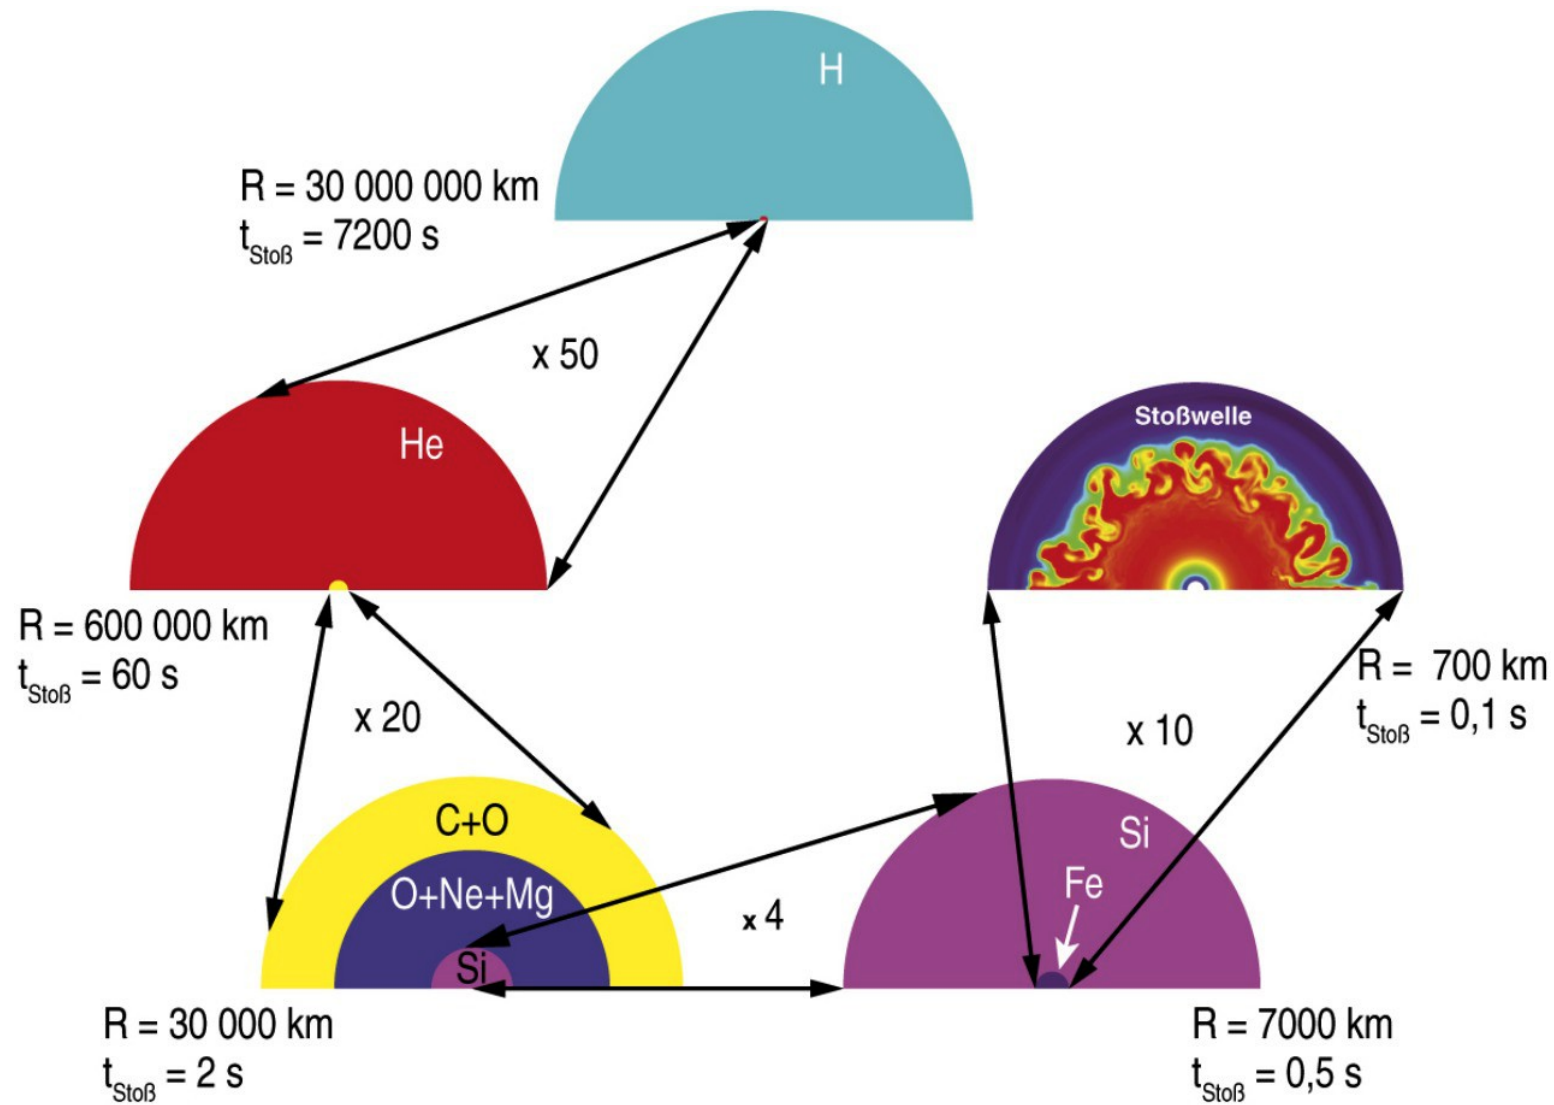 H
R = 30 000 000 km
tStoß = 7200 s
x 50
He
Stoßwelle
R = 600 000 km
tStoß = 60 s
x 20
R = 700 km
tStoß = 0,1 s
x 10
C+O
O+Ne+Mg
Si
x 4
Si
Fe
R = 30 000 km
tStoß = 2 s
R = 7000 km
tStoß = 0,5 s